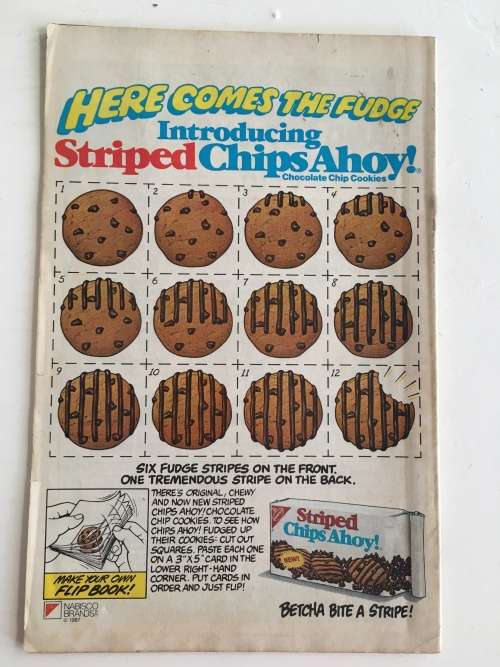 HERE COMES THE FUDGE
Introducing
Striped Chips Ahoy!®
Chocolate Chip Cookies
1 2 3 4
5 6 7 8
9 10 11 12
SIX FUDGE STRIPES ON THE FRONT.
ONE TREMENDOUS STRIPE ON THE BACK.
THERE'S ORIGINAL, CHEWY
AND NOW NEW STRIPED
CHIPS AHOY! CHOCOLATE
CHIP COOKIES. TO SEE HOW
CHIPS AHOY! FUDGED UP
THEIR COOKIES: CUT OUT
SQUARES. PASTE EACH ONE
ON A 3"X5" CARD IN THE
LOWER RIGHT-HAND
CORNER. PUT CARDS IN
ORDER AND JUST FLIP!
MAKE YOUR OWN
FLIP BOOK!
Striped
Chips Ahoy!
NEW!
NABISCO
BRANDS
© 1987
BETCHA BITE A STRIPE!